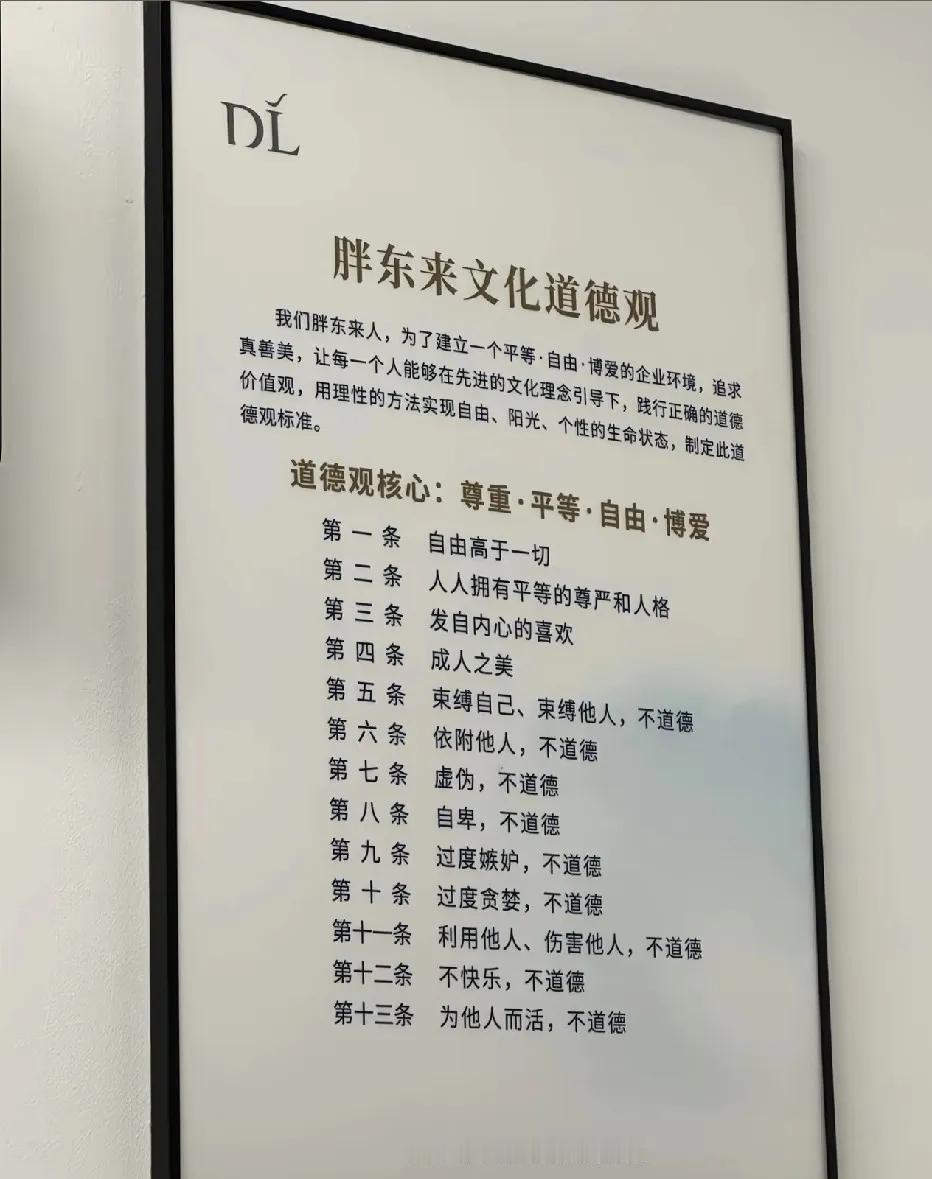 DL
胖东来文化道德观
我们胖东来人，为了建立一个平等·自由·博爱的企业环境，追求
真善美，让每一个人能够在先进的文化理念引导下，践行正确的道德
价值观，用理性的方法实现自由、阳光、个性的生命状态，制定此道
德观标准。
道德观核心：尊重·平等·自由·博爱
第一条 自由高于一切
第二条 人人拥有平等的尊严和人格
第三条 发自内心的喜欢
第四条 成人之美
第五条 束缚自己、束缚他人，不道德
第六条 依附他人，不道德
第七条 虚伪，不道德
第八条 自卑，不道德
第九条 过度嫉妒，不道德
第十条 过度贪婪，不道德
第十一条 利用他人、伤害他人，不道德
第十二条 不快乐，不道德
第十三条 为他人而活，不道德